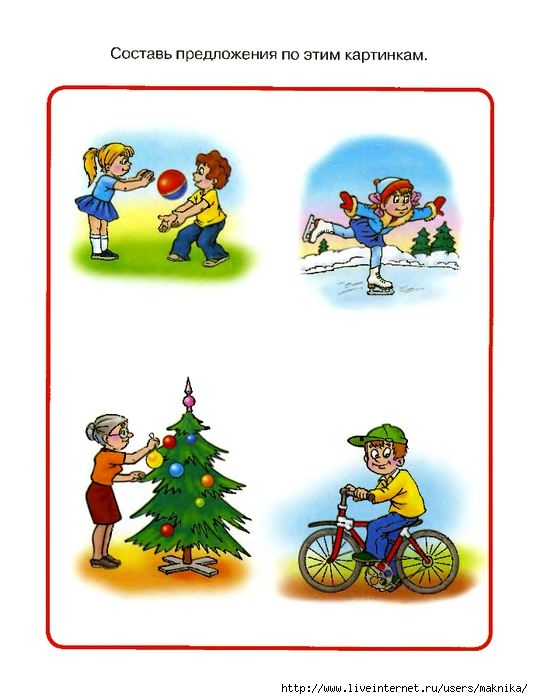 Составь предложения по этим картинкам.
http://www.liveinternet.ru/users/maknika/